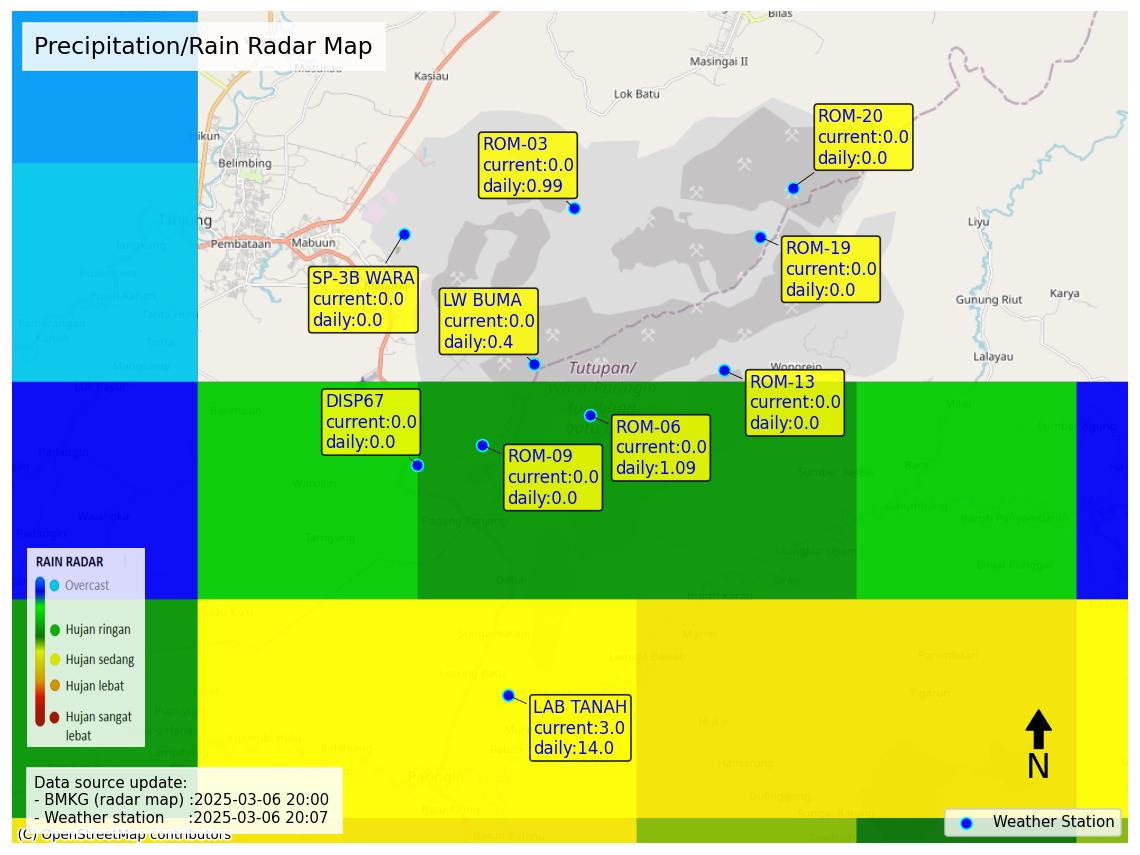 Precipitation/Rain Radar Map
Bilas
Masingai II
Kasiau
Lok Batu
Hikun
Belimbing
Tanjung
Pembataan
Mabuun
Jangkung
Liyu
Gunung Riut
Karya
Lalayau
Wonorejo
ROM-20
current:0.0
daily:0.0
ROM-03
current:0.0
daily:0.99
ROM-19
current:0.0
daily:0.0
SP-3B WARA
current:0.0
daily:0.0
LW BUMA
current:0.0
daily:0.4
Tutupan/
ROM-13
current:0.0
daily:0.0
DISP67
current:0.0
daily:0.0
ROM-06
current:0.0
daily:1.09
ROM-09
current:0.0
daily:0.0
Padang Panjang
Paringin
LAB TANAH
current:3.0
daily:14.0
RAIN RADAR
Overcast
Hujan ringan
Hujan sedang
Hujan lebat
Hujan sangat
lebat
N
Data source update:
- BMKG (radar map) :2025-03-06 20:00
- Weather station :2025-03-06 20:07
(C) OpenStreetMap contributors
Weather Station